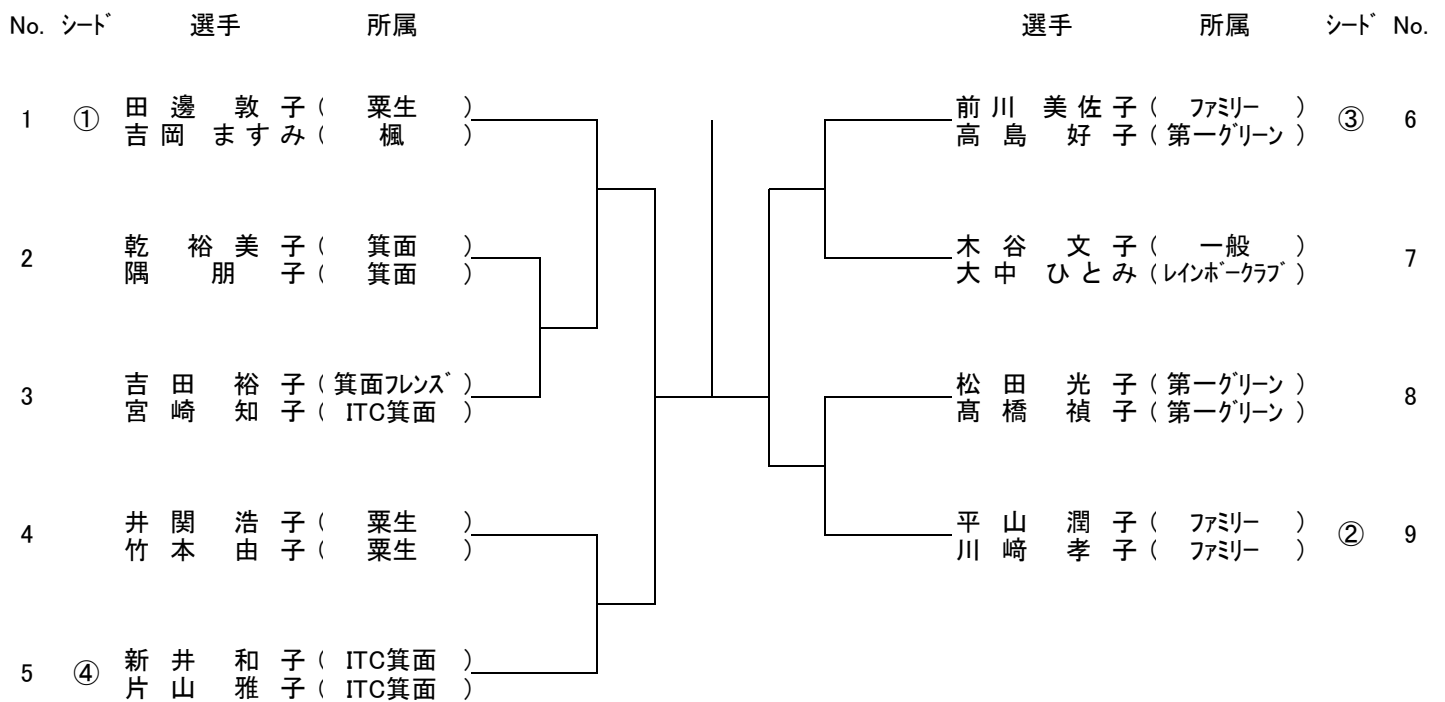 No. ｼｰﾄﾞ 選手 所属 選手 所属 ｼｰﾄﾞ No.
1 ① 田邊 敦子 ( 粟生 )
吉岡 ますみ ( 楓 )
前川 美佐子 ( ﾌｧﾐﾘｰ ) ③ 6
高島 好子 ( 第一ｸﾞﾘｰﾝ )
2 乾 裕美子 ( 箕面 )
隅 朋子 ( 箕面 )
木谷 文子 ( 一般 ) 7
大中 ひとみ ( ﾚｲﾝﾎﾞｰｸﾗﾌﾞ )
3 吉田 裕子 ( 箕面ﾌﾚﾝｽﾞ )
宮崎 知子 ( ITC箕面 )
松田 光子 ( 第一ｸﾞﾘｰﾝ ) 8
髙橋 禎子 ( 第一ｸﾞﾘｰﾝ )
4 井関 浩子 ( 粟生 )
竹本 由子 ( 粟生 )
平山 潤子 ( ﾌｧﾐﾘｰ ) ② 9
川﨑 孝子 ( ﾌｧﾐﾘｰ )
5 ④ 新井 和子 ( ITC箕面 )
片山 雅子 ( ITC箕面 )